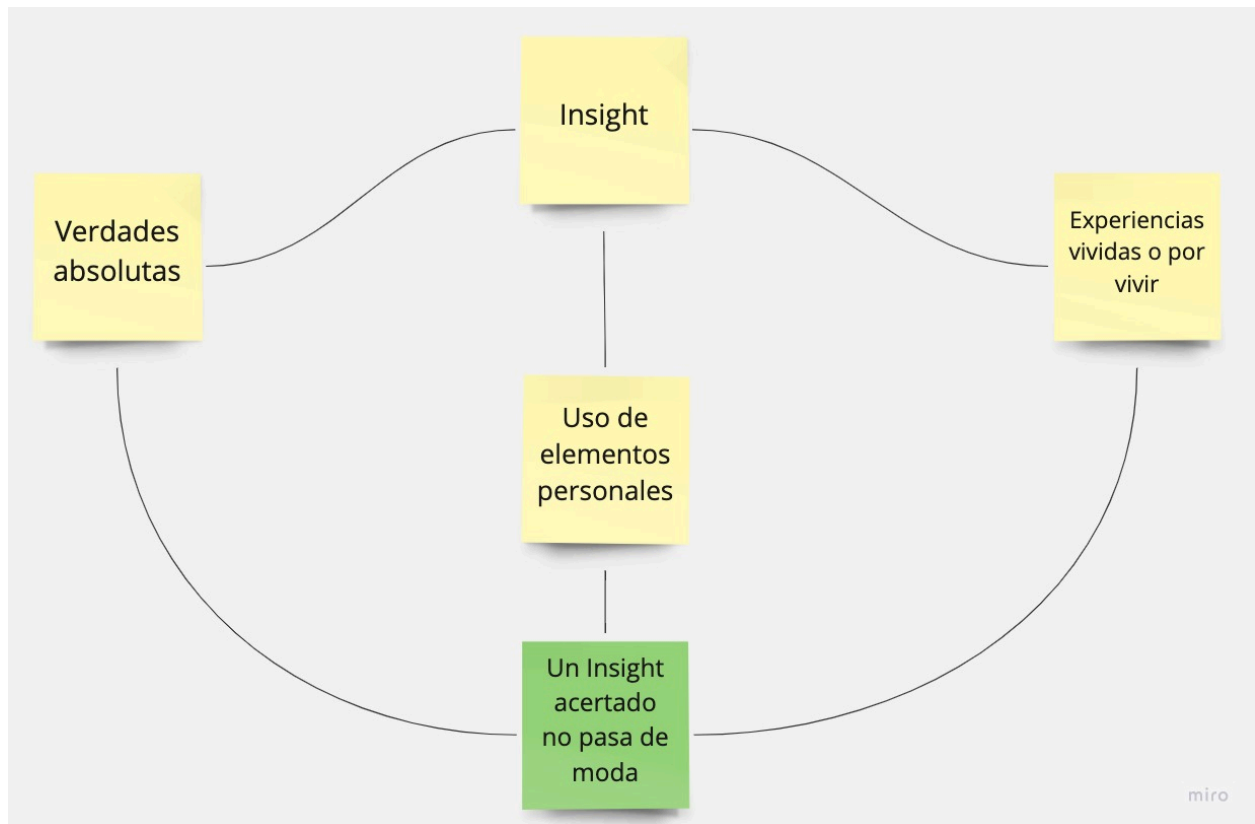 Insight
Verdades
absolutas
Experiencias
vividas o por
vivir
Uso de
elementos
personales
Un Insight
acertado
no pasa de
moda
miro